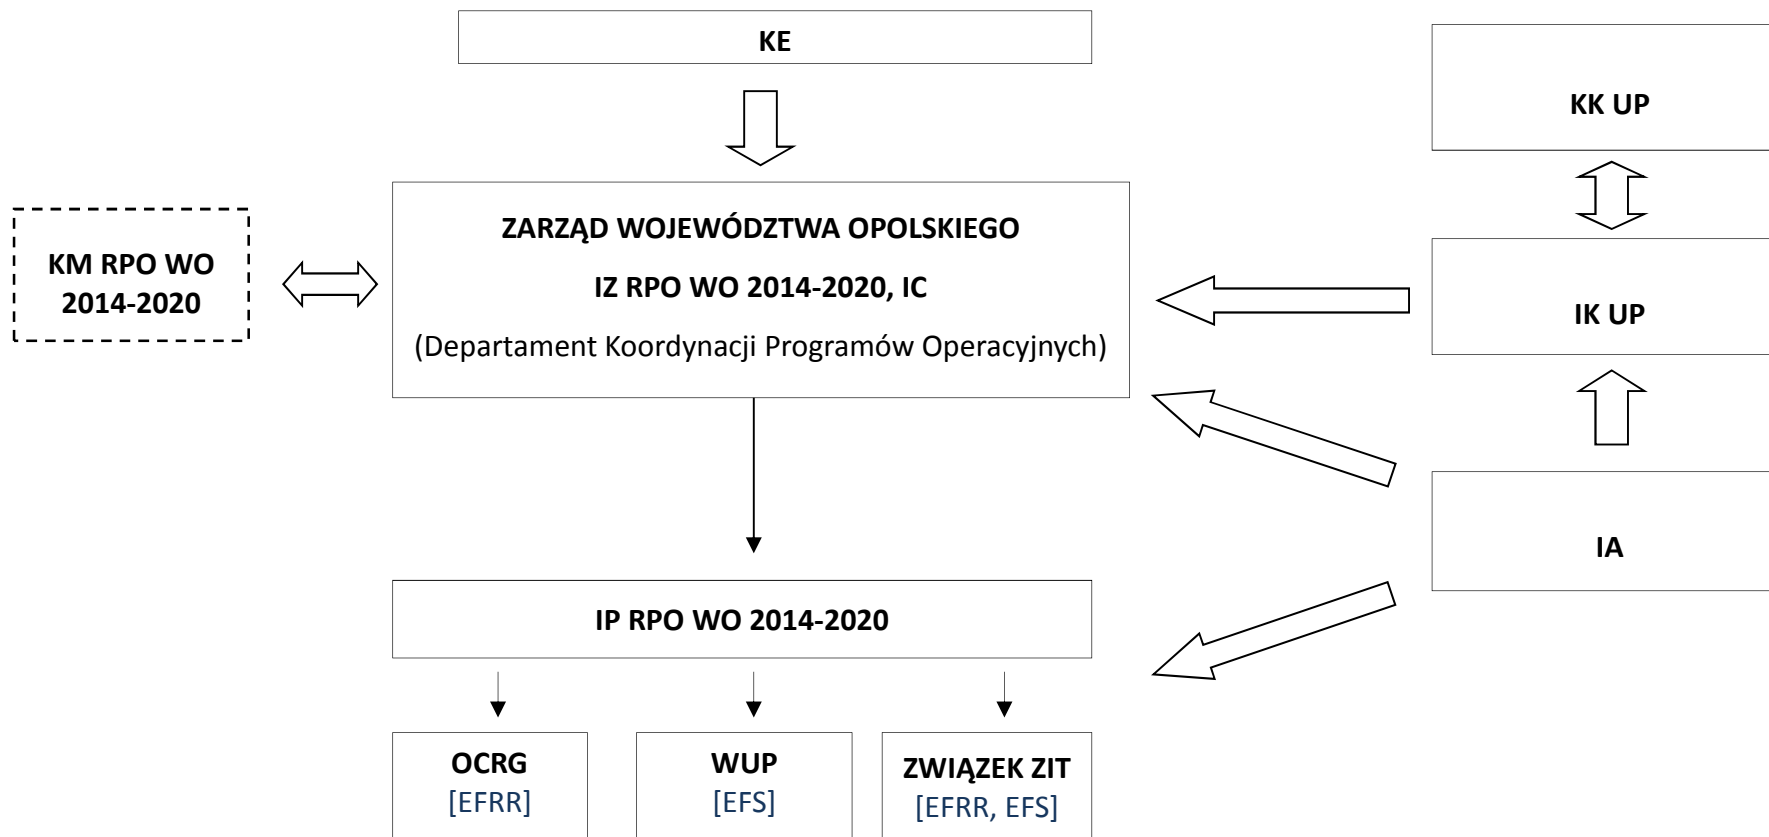 KE
KK UP
ZARZĄD WOJEWÓDZTWA OPOLSKIEGO
IZ RPO WO 2014-2020, IC
(Departament Koordynacji Programów Operacyjnych)
KM RPO WO
2014-2020
IK UP
IA
IP RPO WO 2014-2020
OCRG
[EFRR]
WUP
[EFS]
ZWIĄZEK ZIT
[EFRR, EFS]